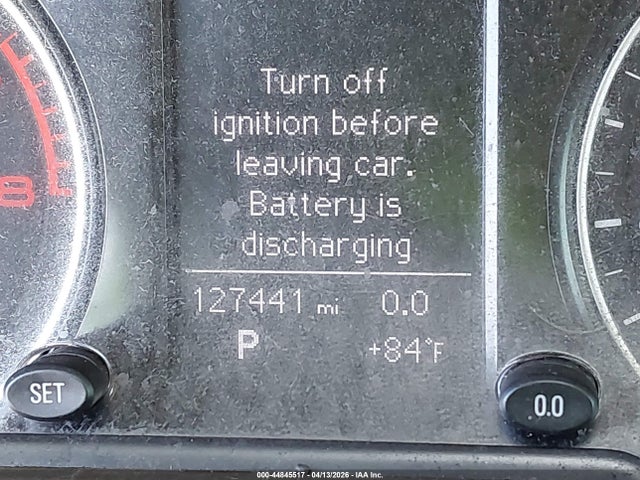 Turn off
ignition before
leaving car.
Battery is
discharging
127441 mi 0.0
P +84°F
8
SET
0.0
000-44845517 - 04/13/2026 - IAA Inc.